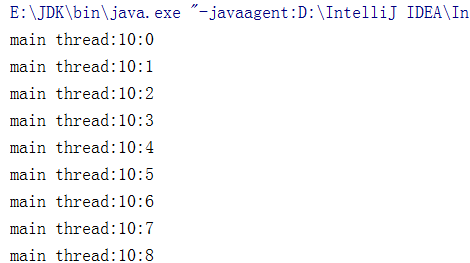 E:\JDK\bin\java.exe "-javaagent:D:\IntelliJ IDEA\In
main thread:10:0
main thread:10:1
main thread:10:2
main thread:10:3
main thread:10:4
main thread:10:5
main thread:10:6
main thread:10:7
main thread:10:8